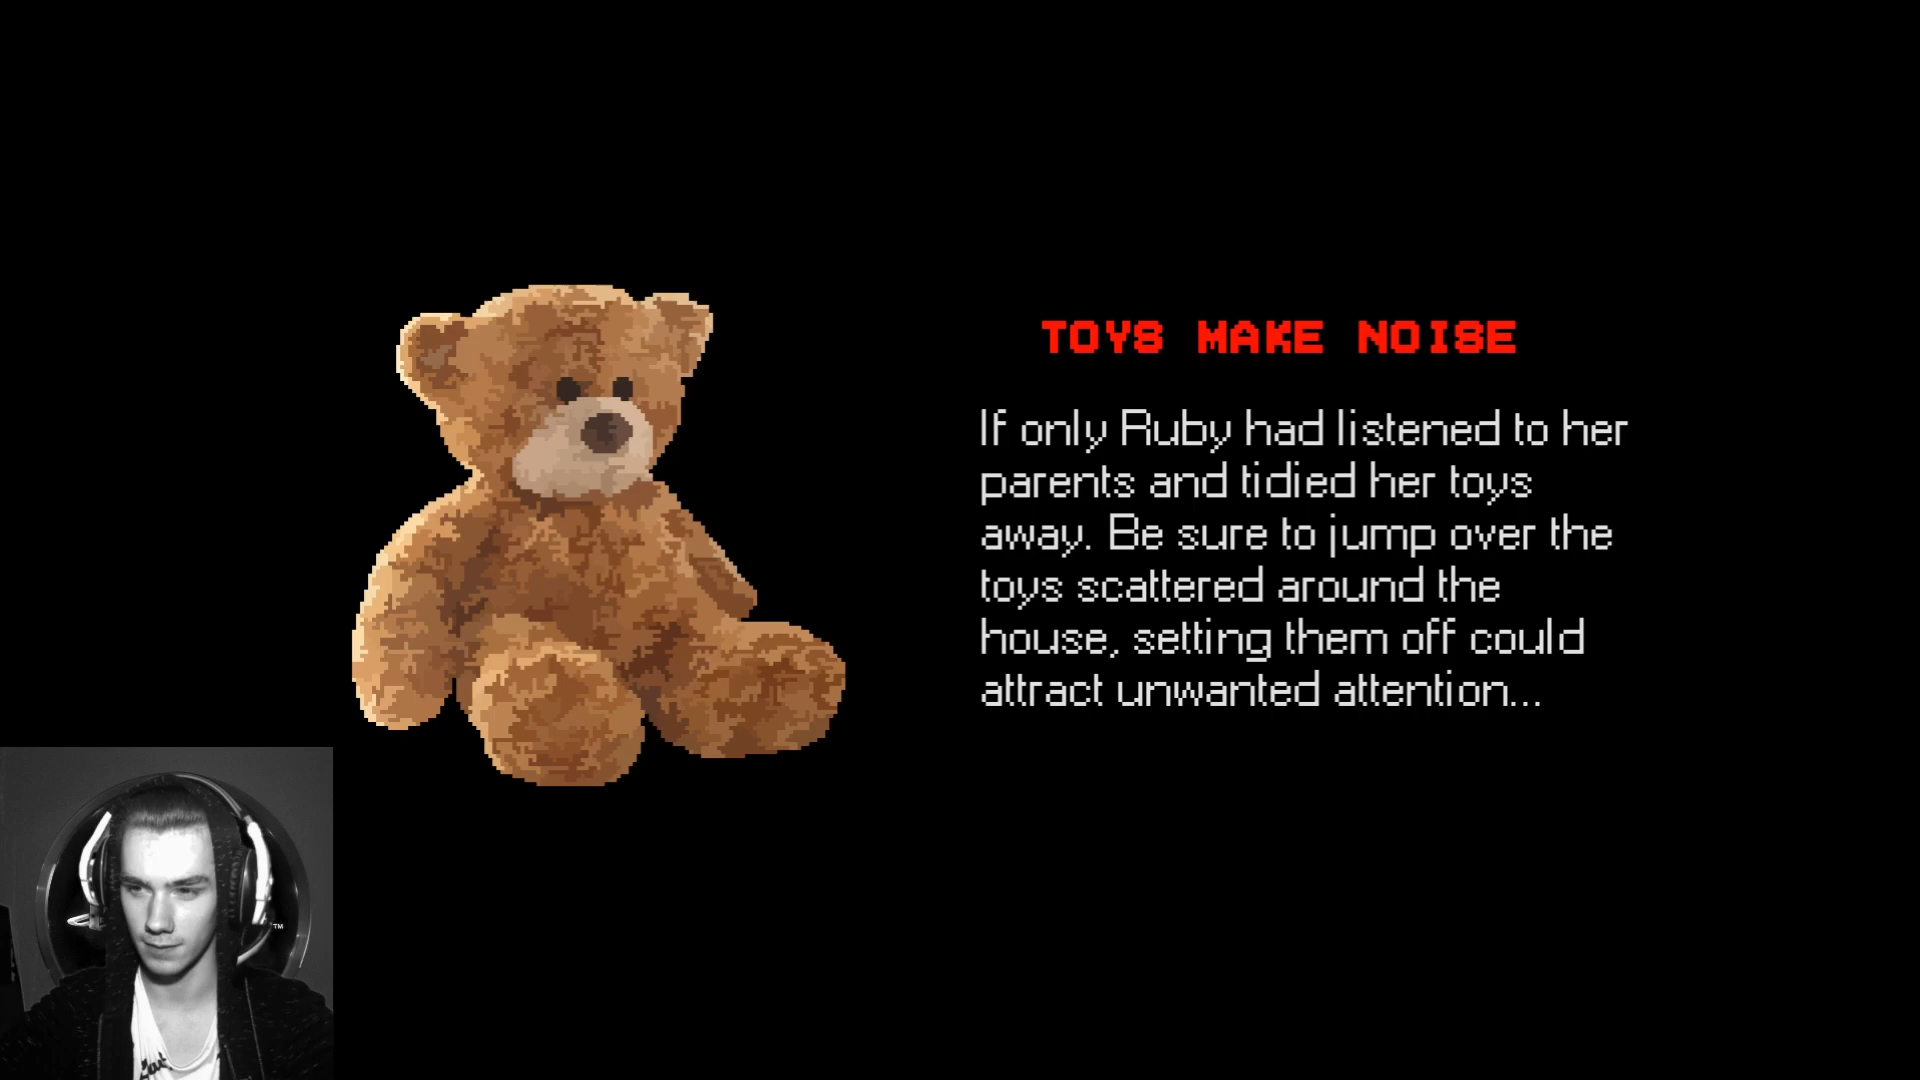 TOYS MAKE NOISE
If only Ruby had listened to her
parents and tidied her toys
away. Be sure to jump over the
toys scattered around the
house, setting them off could
attract unwanted attention...
TM